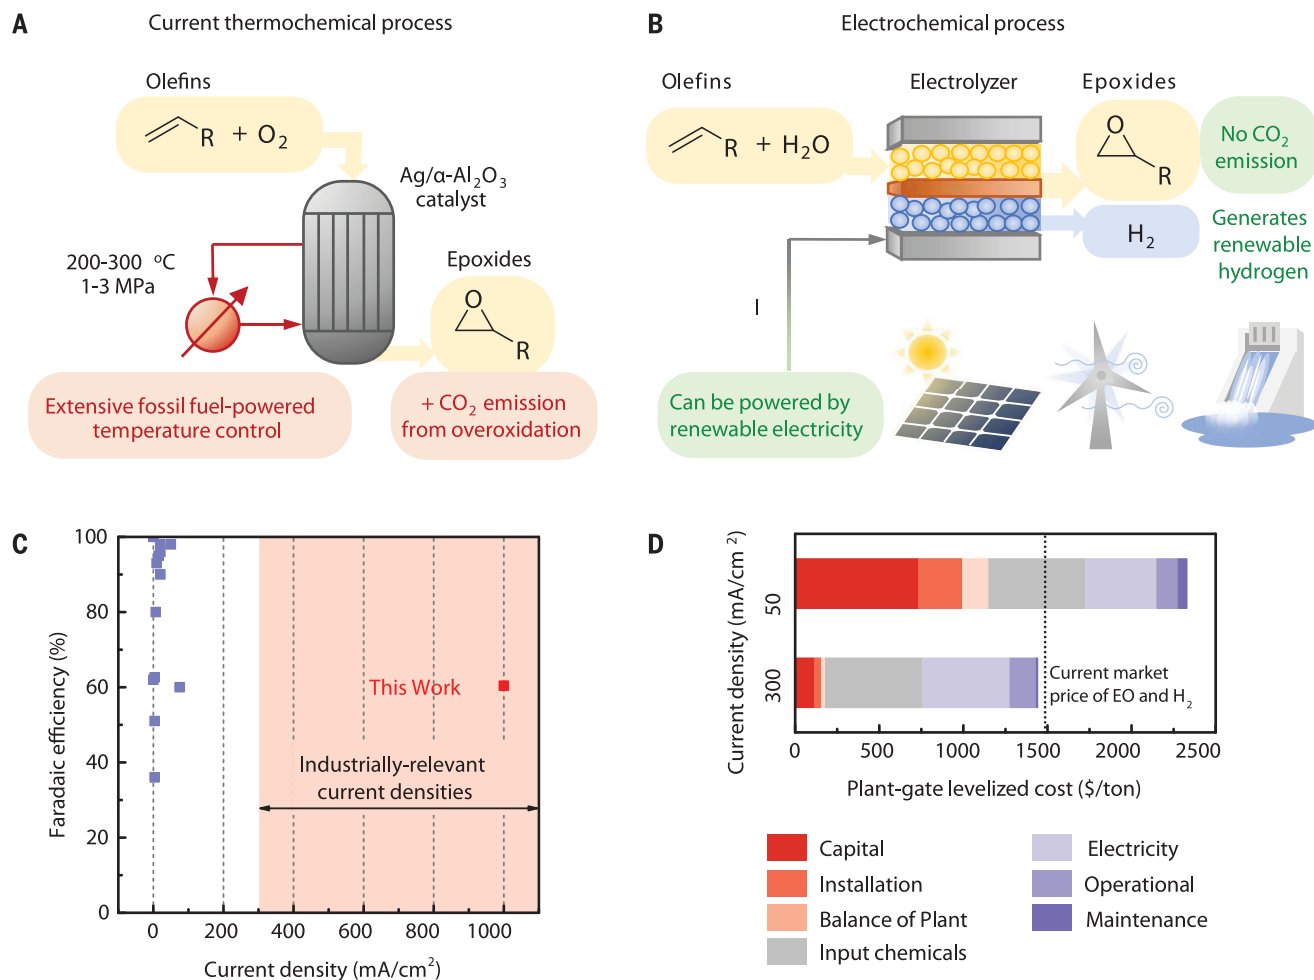 A
Current thermochemical process
Olefins
R + O2
Ag/α-Al2O3
catalyst
200-300 ºC
1-3 MPa
Epoxides
O
R
Extensive fossil fuel-powered
temperature control
+ CO2 emission
from overoxidation
B
Electrochemical process
Olefins
Electrolyzer
Epoxides
R + H2O
O
R
No CO2
emission
H2
Generates
renewable
hydrogen
I
Can be powered by
renewable electricity
C
Faradaic efficiency (%)
100
80
60
40
20
0
This Work
Industrially-relevant
current densities
0 200 400 600 800 1000
Current density (mA/cm2)
D
Current density (mA/cm2)
50
300
Current market
price of EO and H2
0 500 1000 1500 2000 2500
Plant-gate levelized cost ($/ton)
Capital
Installation
Balance of Plant
Input chemicals
Electricity
Operational
Maintenance